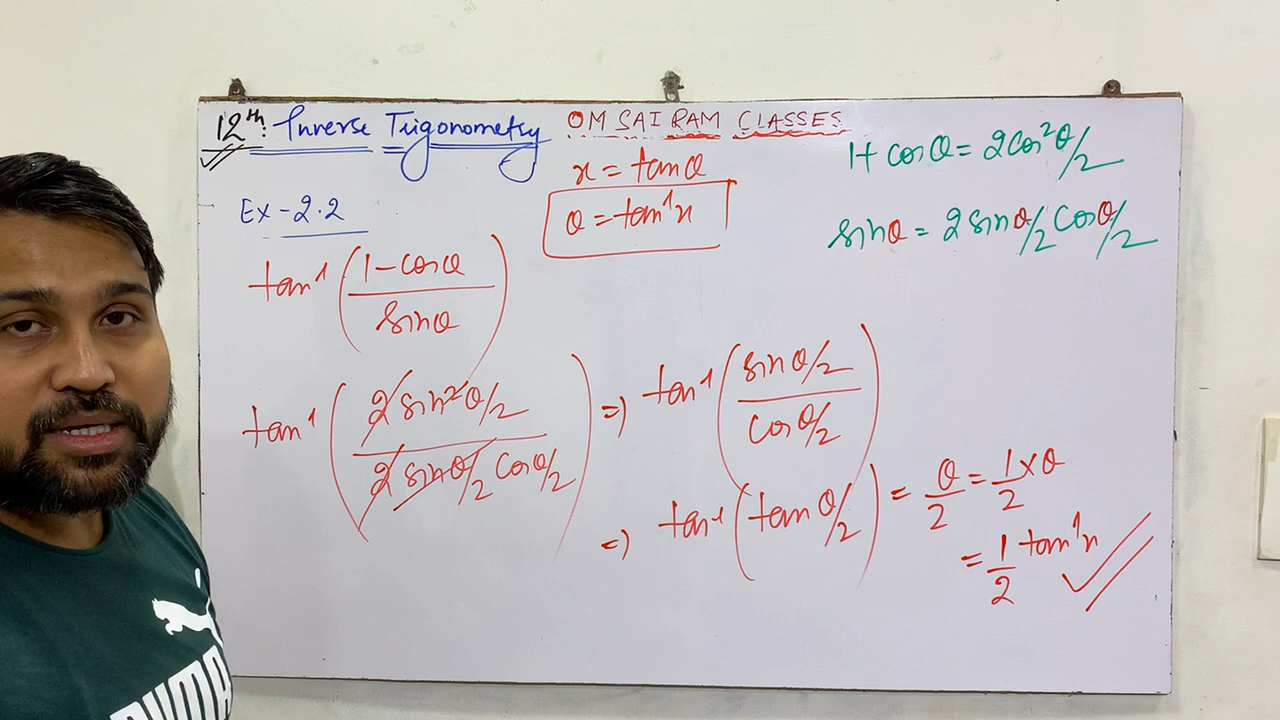 12th: Inverse Trigonometry OM SAI RAM CLASSES
x = tanθ
θ = tan⁻¹x
1 + cosθ = 2cos²θ/2
sinθ = 2sinθ/2 cosθ/2
Ex-2.2
tan⁻¹ (1-cosθ / sinθ)
tan⁻¹ (2sin²θ/2 / 2sinθ/2 cosθ/2) ⇒ tan⁻¹ (sinθ/2 / cosθ/2)
⇒ tan⁻¹ (tanθ/2) = θ/2 = 1/2 × θ
= 1/2 tan⁻¹x
PUMA